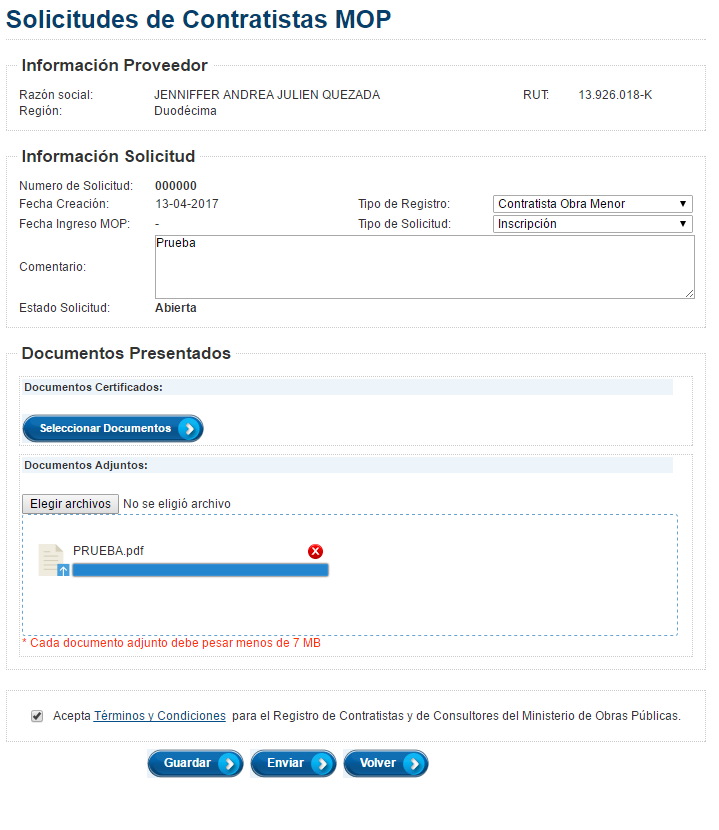 Solicitudes de Contratistas MOP
Información Proveedor
Razón social: JENNIFFER ANDREA JULIEN QUEZADA RUT: 13.926.018-K
Región: Duodécima
Información Solicitud
Numero de Solicitud: 000000
Fecha Creación: 13-04-2017 Tipo de Registro: Contratista Obra Menor
Fecha Ingreso MOP: - Tipo de Solicitud: Inscripción
Prueba
Comentario:
Estado Solicitud: Abierta
Documentos Presentados
Documentos Certificados:
Seleccionar Documentos
Documentos Adjuntos:
Elegir archivos No se eligió archivo
PRUEBA.pdf
* Cada documento adjunto debe pesar menos de 7 MB
Acepta Términos y Condiciones para el Registro de Contratistas y de Consultores del Ministerio de Obras Públicas.
Guardar Enviar Volver